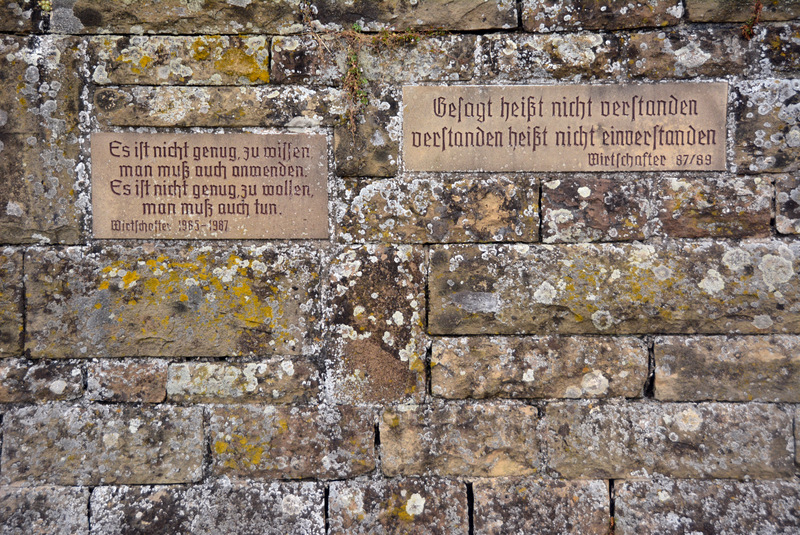 Es ist nicht genug, zu wissen
man muß auch anwenden.
Es ist nicht genug, zu wollen,
man muß auch tun.
Wirtschafter 1985-1987
Gesagt heißt nicht verstanden
verstanden heißt nicht einverstanden
Wirtschafter 87/89